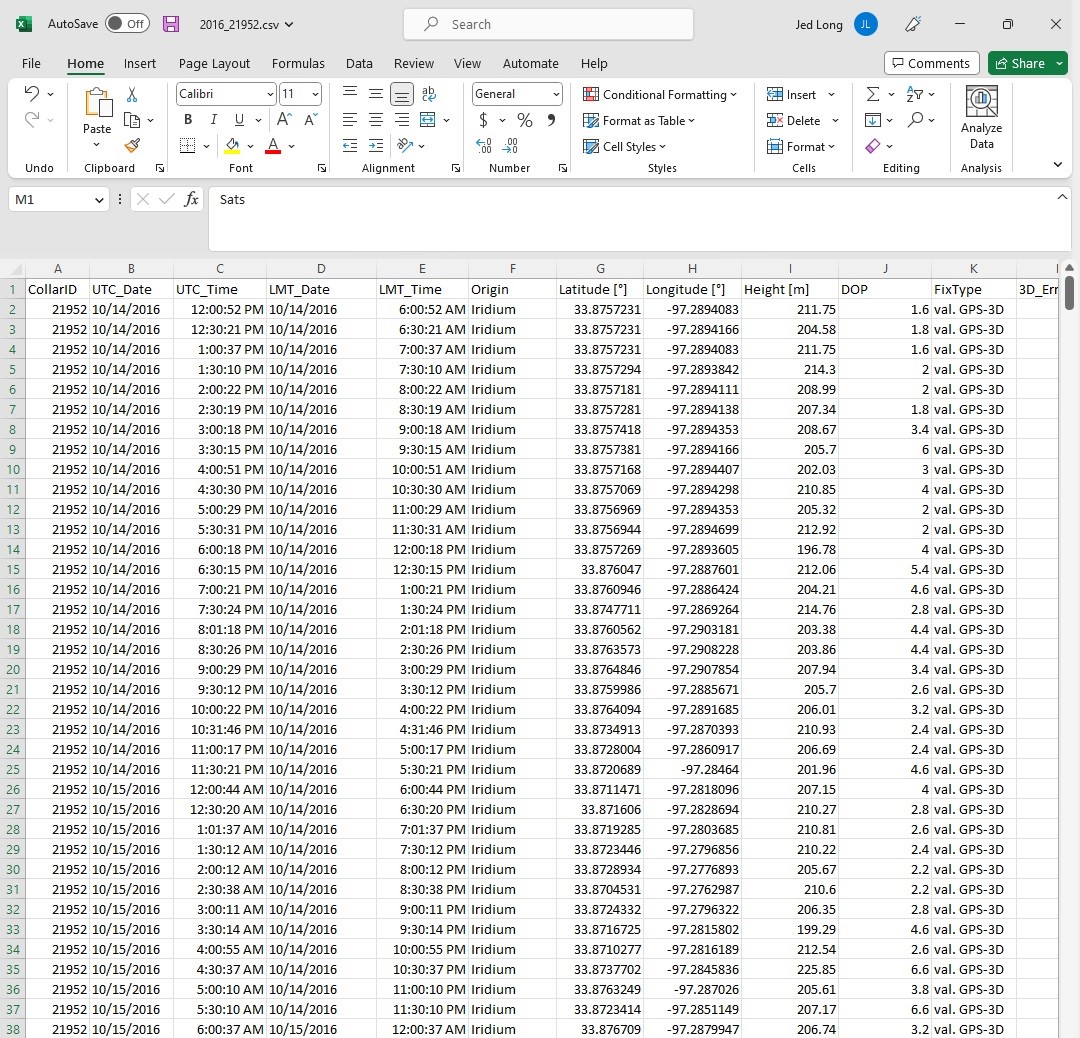 AutoSave Off 2016_21952.csv Search Jed Long JL
File Home Insert Page Layout Formulas Data Review View Automate Help Comments Share
Calibri 11 ab c General Conditional Formatting Insert
Paste B I U A A $ % 9 Format as Table Delete Analyze Data
A Cell Styles Format
Undo Clipboard Font Alignment Number Styles Cells Editing Analysis
M1 fx Sats
A B C D E F G H I J K
1 CollarID UTC_Date UTC_Time LMT_Date LMT_Time Origin Latitude [°] Longitude [°] Height [m] DOP FixType 3D_Err
2 21952 10/14/2016 12:00:52 PM 10/14/2016 6:00:52 AM Iridium 33.8757231 -97.2894083 211.75 1.6 val. GPS-3D
3 21952 10/14/2016 12:30:21 PM 10/14/2016 6:30:21 AM Iridium 33.8757231 -97.2894166 204.58 1.8 val. GPS-3D
4 21952 10/14/2016 1:00:37 PM 10/14/2016 7:00:37 AM Iridium 33.8757231 -97.2894083 211.75 1.6 val. GPS-3D
5 21952 10/14/2016 1:30:10 PM 10/14/2016 7:30:10 AM Iridium 33.8757294 -97.2893842 214.3 2 val. GPS-3D
6 21952 10/14/2016 2:00:22 PM 10/14/2016 8:00:22 AM Iridium 33.8757181 -97.2894111 208.99 2 val. GPS-3D
7 21952 10/14/2016 2:30:19 PM 10/14/2016 8:30:19 AM Iridium 33.8757281 -97.2894138 207.34 1.8 val. GPS-3D
8 21952 10/14/2016 3:00:18 PM 10/14/2016 9:00:18 AM Iridium 33.8757418 -97.2894353 208.67 3.4 val. GPS-3D
9 21952 10/14/2016 3:30:15 PM 10/14/2016 9:30:15 AM Iridium 33.8757381 -97.2894166 205.7 6 val. GPS-3D
10 21952 10/14/2016 4:00:51 PM 10/14/2016 10:00:51 AM Iridium 33.8757168 -97.2894407 202.03 3 val. GPS-3D
11 21952 10/14/2016 4:30:30 PM 10/14/2016 10:30:30 AM Iridium 33.8757069 -97.2894298 210.85 4 val. GPS-3D
12 21952 10/14/2016 5:00:29 PM 10/14/2016 11:00:29 AM Iridium 33.8756969 -97.2894353 205.32 2 val. GPS-3D
13 21952 10/14/2016 5:30:31 PM 10/14/2016 11:30:31 AM Iridium 33.8756944 -97.2894699 212.92 2 val. GPS-3D
14 21952 10/14/2016 6:00:18 PM 10/14/2016 12:00:18 PM Iridium 33.8757269 -97.2893605 196.78 4 val. GPS-3D
15 21952 10/14/2016 6:30:15 PM 10/14/2016 12:30:15 PM Iridium 33.876047 -97.2887601 212.06 5.4 val. GPS-3D
16 21952 10/14/2016 7:00:21 PM 10/14/2016 1:00:21 PM Iridium 33.8760946 -97.2886424 204.21 4.6 val. GPS-3D
17 21952 10/14/2016 7:30:24 PM 10/14/2016 1:30:24 PM Iridium 33.8747711 -97.2869264 214.76 2.8 val. GPS-3D
18 21952 10/14/2016 8:01:18 PM 10/14/2016 2:01:18 PM Iridium 33.8760562 -97.2903181 203.38 4.4 val. GPS-3D
19 21952 10/14/2016 8:30:26 PM 10/14/2016 2:30:26 PM Iridium 33.8763573 -97.2908228 203.86 4.4 val. GPS-3D
20 21952 10/14/2016 9:00:29 PM 10/14/2016 3:00:29 PM Iridium 33.8764846 -97.2907854 207.94 3.4 val. GPS-3D
21 21952 10/14/2016 9:30:12 PM 10/14/2016 3:30:12 PM Iridium 33.8759986 -97.2885671 205.7 2.6 val. GPS-3D
22 21952 10/14/2016 10:00:22 PM 10/14/2016 4:00:22 PM Iridium 33.8764094 -97.2891685 206.01 3.2 val. GPS-3D
23 21952 10/14/2016 10:31:46 PM 10/14/2016 4:31:46 PM Iridium 33.8734913 -97.2870393 210.93 2.4 val. GPS-3D
24 21952 10/14/2016 11:00:17 PM 10/14/2016 5:00:17 PM Iridium 33.8728004 -97.2860917 206.69 2.4 val. GPS-3D
25 21952 10/14/2016 11:30:21 PM 10/14/2016 5:30:21 PM Iridium 33.8720689 -97.28464 201.96 4.6 val. GPS-3D
26 21952 10/15/2016 12:00:44 AM 10/14/2016 6:00:44 PM Iridium 33.8711471 -97.2818096 207.15 4 val. GPS-3D
27 21952 10/15/2016 12:30:20 AM 10/14/2016 6:30:20 PM Iridium 33.871606 -97.2828694 210.27 2.8 val. GPS-3D
28 21952 10/15/2016 1:01:37 AM 10/14/2016 7:01:37 PM Iridium 33.8719285 -97.2803685 210.81 2.6 val. GPS-3D
29 21952 10/15/2016 1:30:12 AM 10/14/2016 7:30:12 PM Iridium 33.8723446 -97.2796856 210.22 2.4 val. GPS-3D
30 21952 10/15/2016 2:00:12 AM 10/14/2016 8:00:12 PM Iridium 33.8728934 -97.2776893 205.67 2.2 val. GPS-3D
31 21952 10/15/2016 2:30:38 AM 10/14/2016 8:30:38 PM Iridium 33.8704531 -97.2762987 210.6 2.2 val. GPS-3D
32 21952 10/15/2016 3:00:11 AM 10/14/2016 9:00:11 PM Iridium 33.8724332 -97.2796322 206.35 2.8 val. GPS-3D
33 21952 10/15/2016 3:30:14 AM 10/14/2016 9:30:14 PM Iridium 33.8716725 -97.2815802 199.29 4.6 val. GPS-3D
34 21952 10/15/2016 4:00:55 AM 10/14/2016 10:00:55 PM Iridium 33.8710277 -97.2816189 212.54 2.6 val. GPS-3D
35 21952 10/15/2016 4:30:37 AM 10/14/2016 10:30:37 PM Iridium 33.8737702 -97.2845836 225.85 6.6 val. GPS-3D
36 21952 10/15/2016 5:00:10 AM 10/14/2016 11:00:10 PM Iridium 33.8763249 -97.287026 205.61 3.8 val. GPS-3D
37 21952 10/15/2016 5:30:10 AM 10/14/2016 11:30:10 PM Iridium 33.8723414 -97.2851149 207.17 6.6 val. GPS-3D
38 21952 10/15/2016 6:00:37 AM 10/15/2016 12:00:37 AM Iridium 33.876709 -97.2879947 206.74 3.2 val. GPS-3D